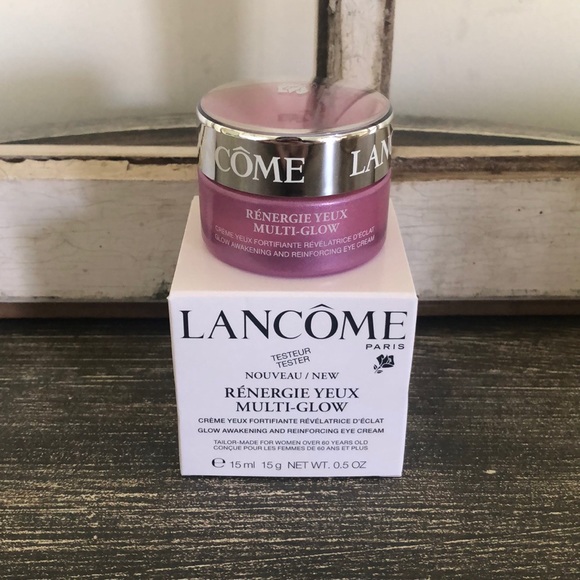 CÔME LAN
RÉNERGIE YEUX
MULTI-GLOW
CRÈME YEUX FORTIFIANTE RÉVÉLATRICE D'ÉCLAT
GLOW AWAKENING AND REINFORCING EYE CREAM
LANCÔME
PARIS
TESTEUR
TESTER
NOUVEAU / NEW
RÉNERGIE YEUX
MULTI-GLOW
CRÈME YEUX FORTIFIANTE RÉVÉLATRICE D'ÉCLAT
GLOW AWAKENING AND REINFORCING EYE CREAM
TAILOR-MADE FOR WOMEN OVER 60 YEARS OLD
CONÇUE POUR LES FEMMES DE 60 ANS ET PLUS
℮ 15 ml 15 g NET WT. 0.5 OZ